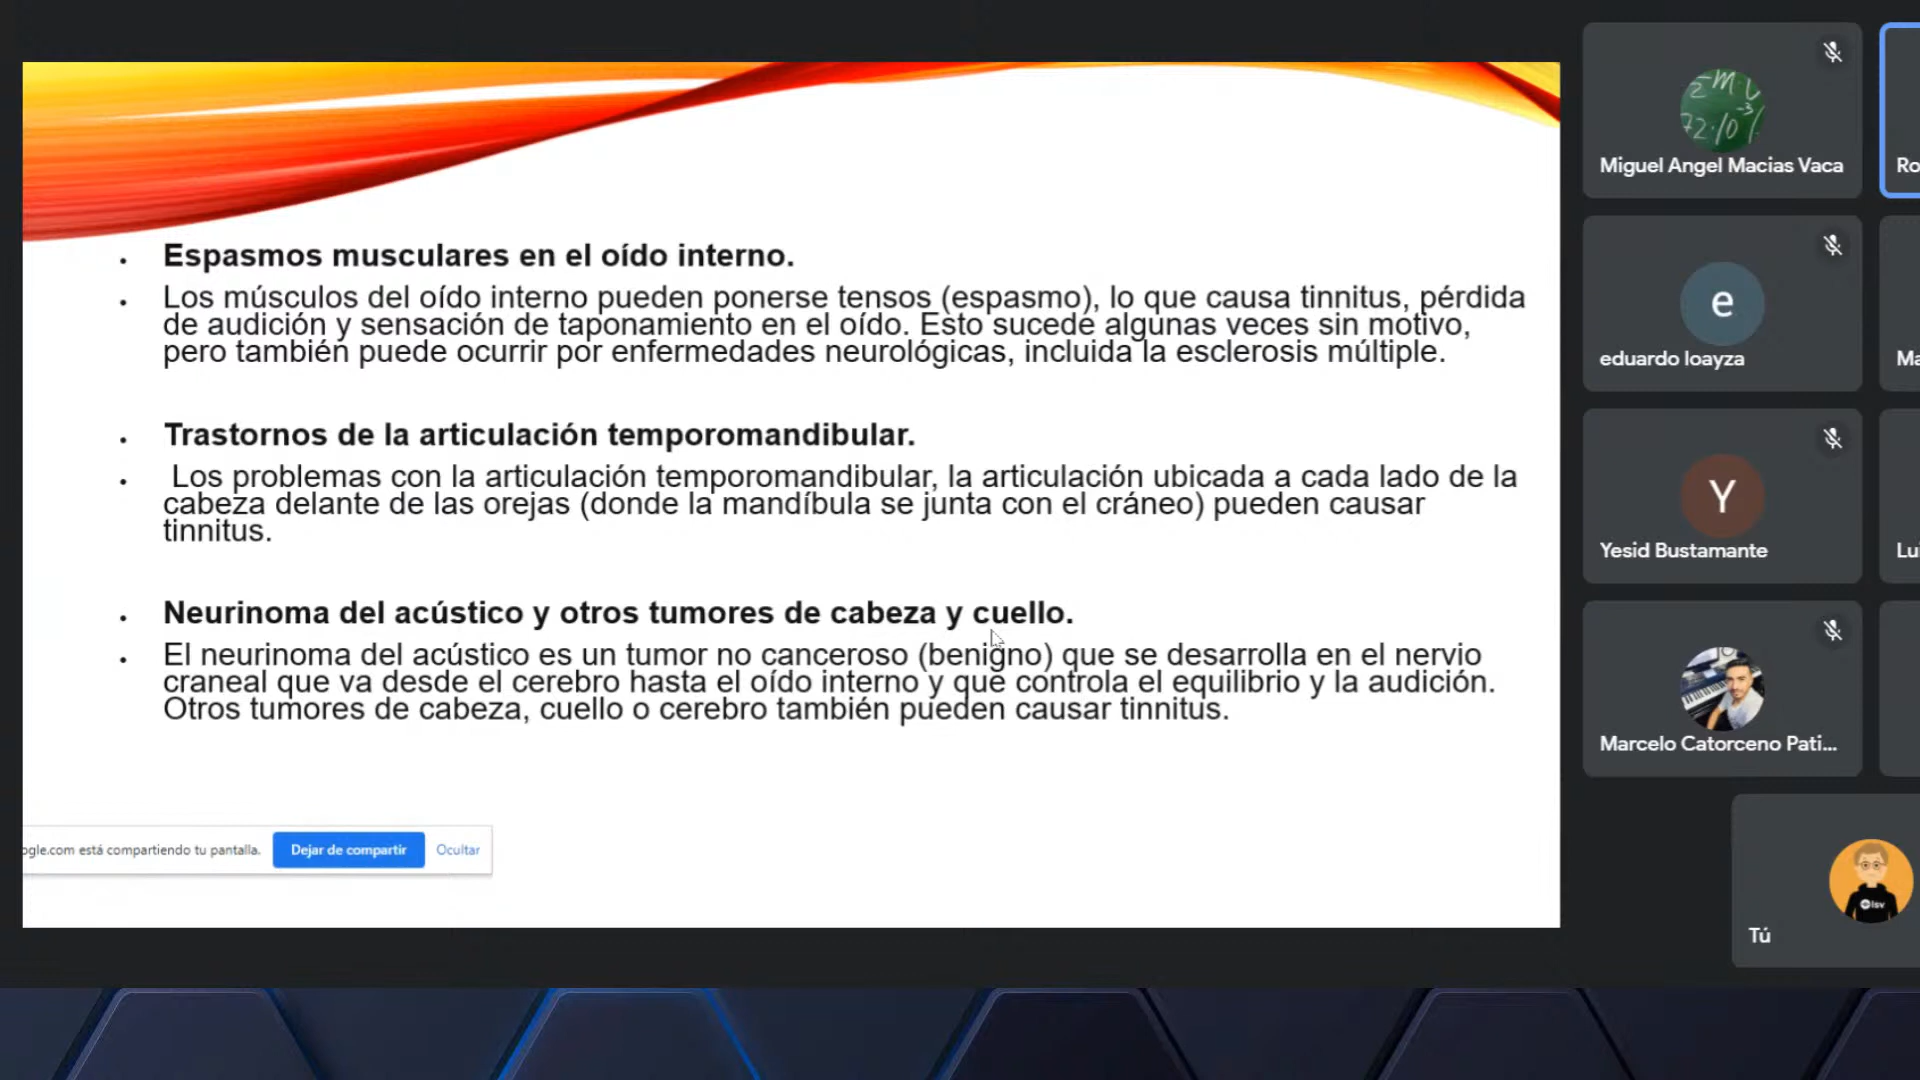 Espasmos musculares en el oído interno.
Los músculos del oído interno pueden ponerse tensos (espasmo), lo que causa tinnitus, pérdida
de audición y sensación de taponamiento en el oído. Esto sucede algunas veces sin motivo,
pero también puede ocurrir por enfermedades neurológicas, incluida la esclerosis múltiple.
Trastornos de la articulación temporomandibular.
Los problemas con la articulación temporomandibular, la articulación ubicada a cada lado de la
cabeza delante de las orejas (donde la mandíbula se junta con el cráneo) pueden causar
tinnitus.
Neurinoma del acústico y otros tumores de cabeza y cuello.
El neurinoma del acústico es un tumor no canceroso (benigno) que se desarrolla en el nervio
craneal que va desde el cerebro hasta el oído interno y que controla el equilibrio y la audición.
Otros tumores de cabeza, cuello o cerebro también pueden causar tinnitus.
ogle.com está compartiendo tu pantalla. Dejar de compartir Ocultar
Miguel Angel Macias Vaca
Ro
e
eduardo loayza
Ma
Y
Yesid Bustamante
Lui
Marcelo Catorceno Pati...
lsv
Tú